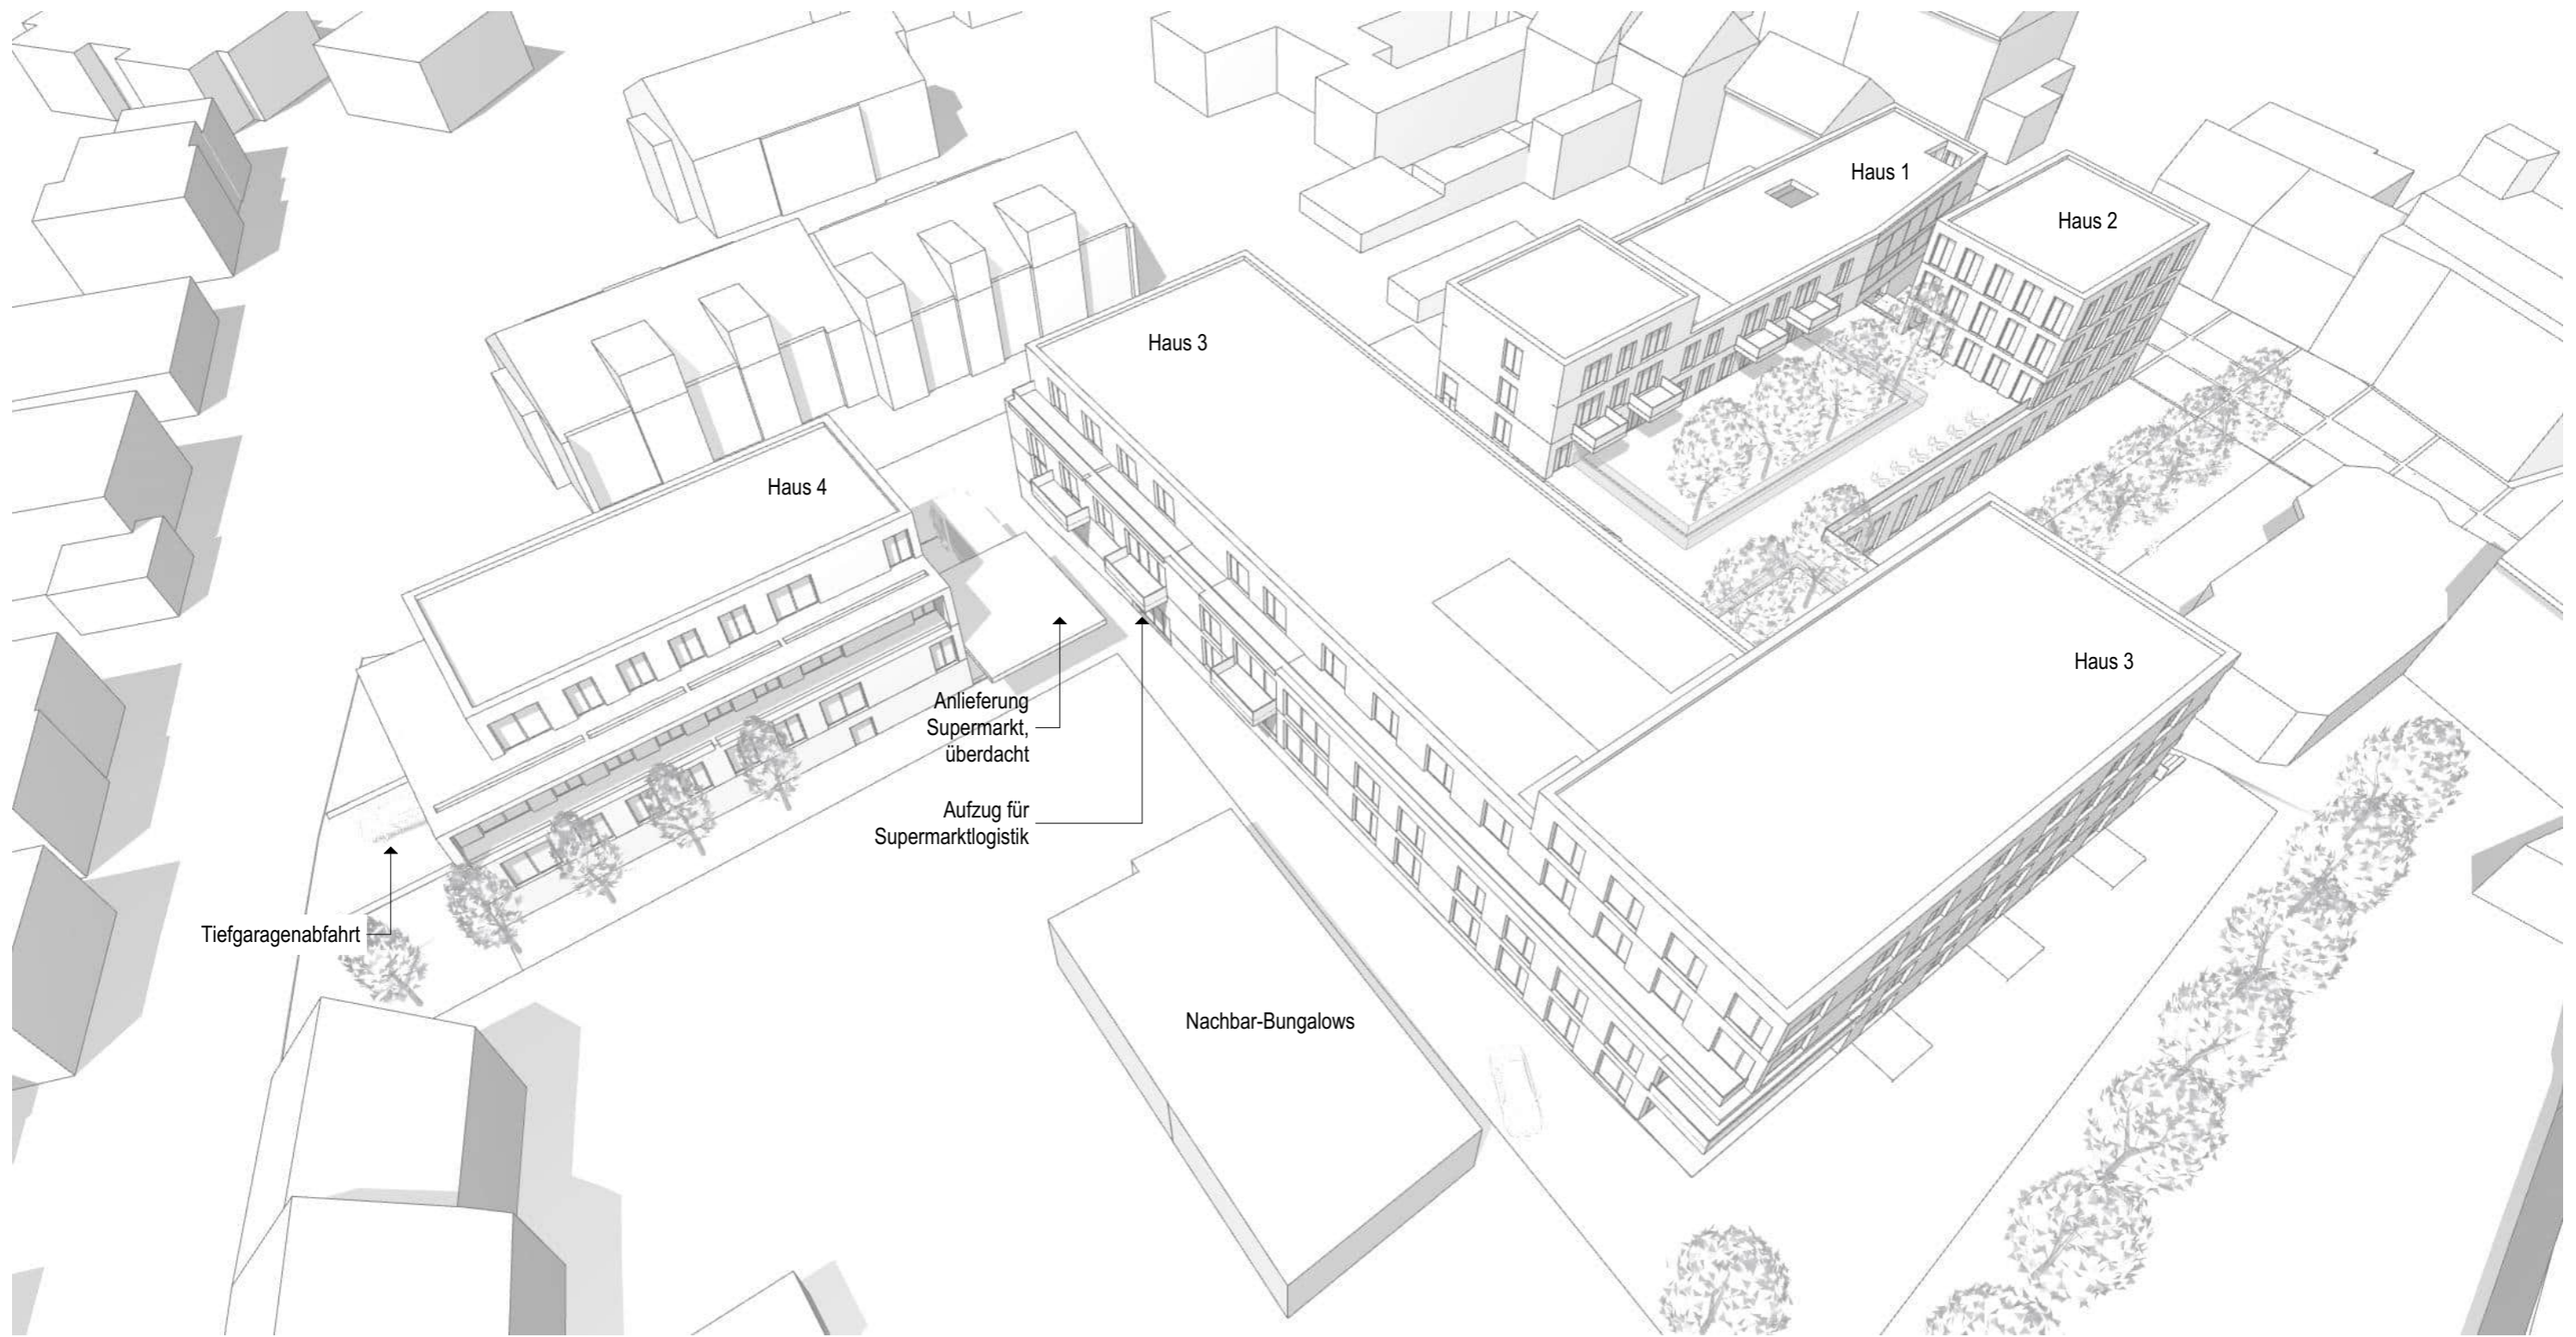 Haus 1
Haus 2
Haus 3
Haus 4
Haus 3
Anlieferung
Supermarkt,
überdacht
Aufzug für
Supermarktlogistik
Tiefgaragenabfahrt
Nachbar-Bungalows